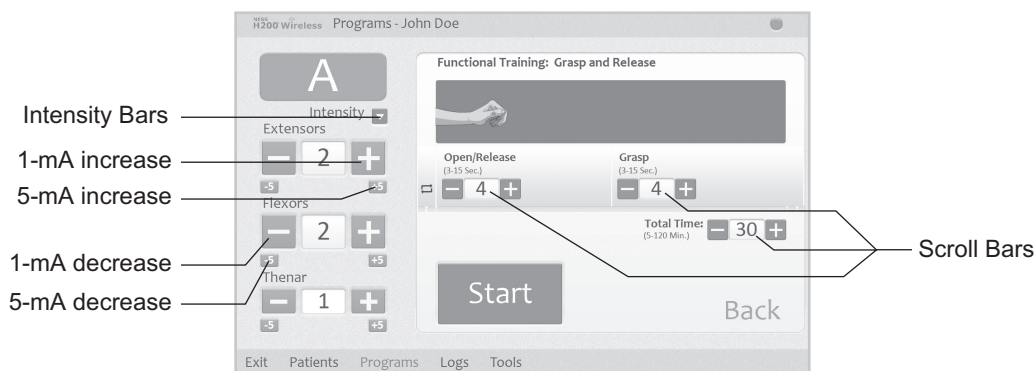 NESS
H200 Wireless Programs - John Doe
A
Intensity
Extensors
2
-5 +5
Flexors
2
-5 +5
Thenar
1
-5 +5
Functional Training: Grasp and Release
Open/Release
(3-15 Sec.)
4
Grasp
(3-15 Sec.)
4
Total Time:
(5-120 Min.)
30
Start
Back
Exit Patients Programs Logs Tools
Intensity Bars
1-mA increase
5-mA increase
1-mA decrease
5-mA decrease
Scroll Bars